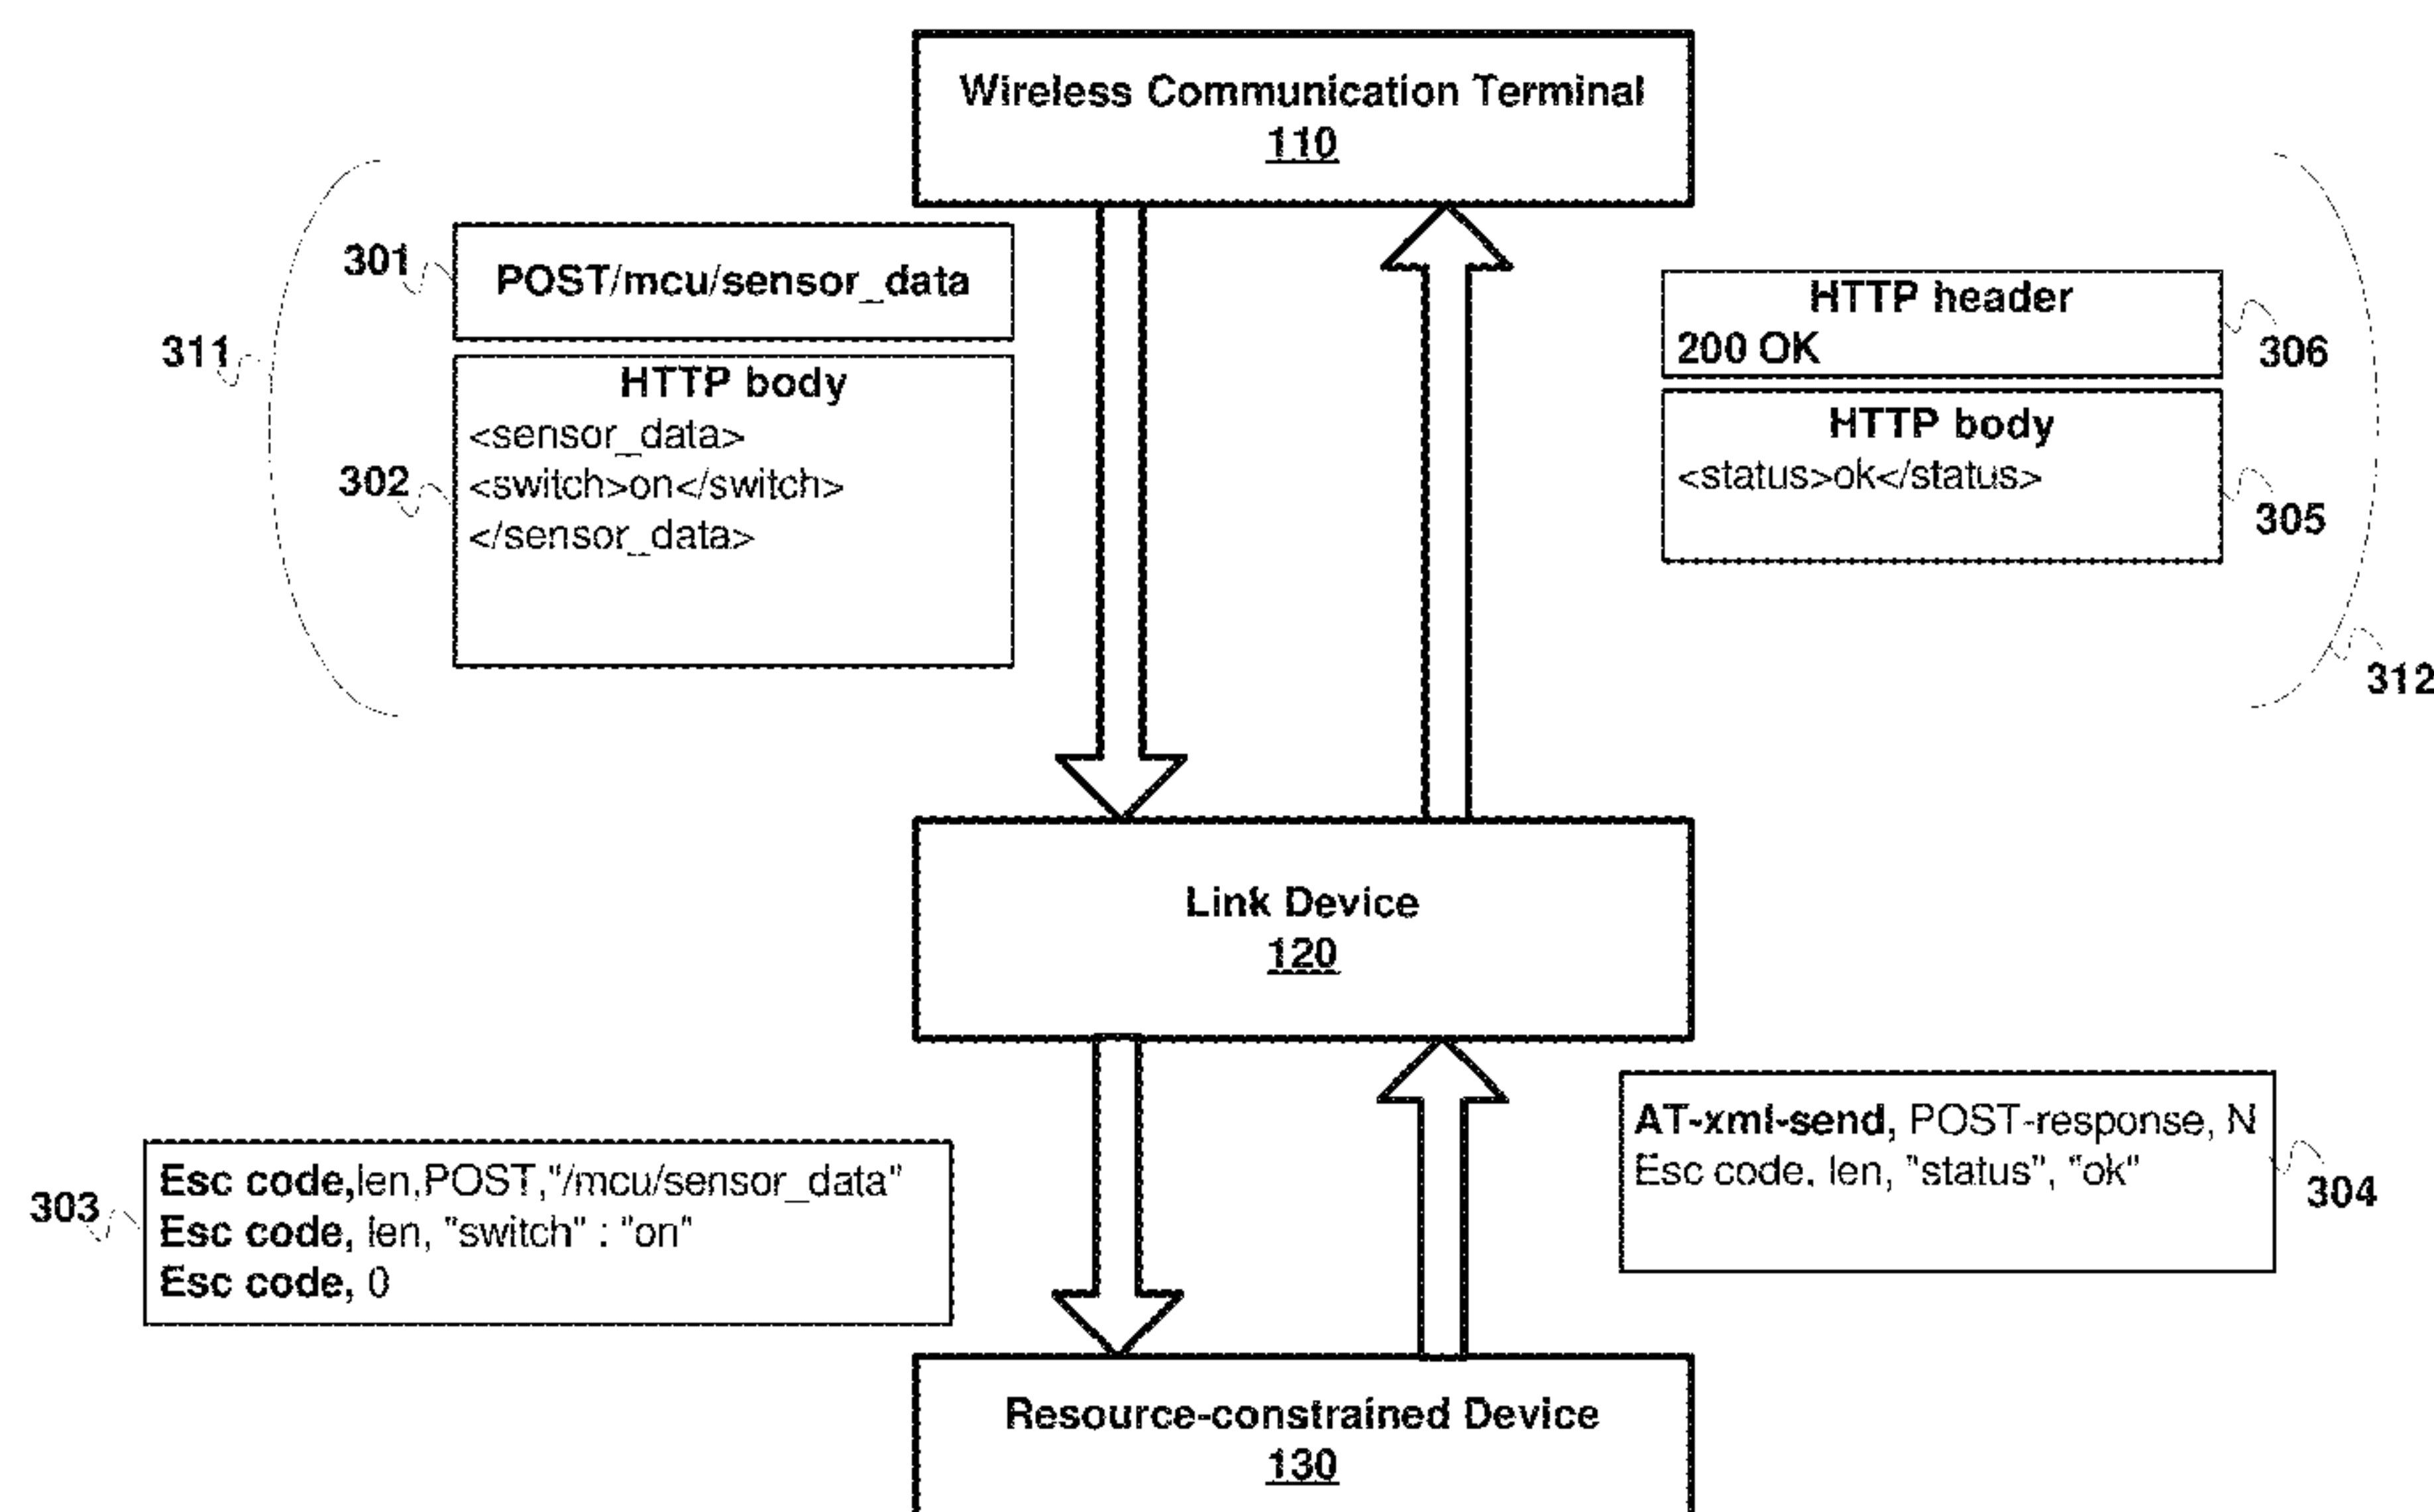 Wireless Communication Terminal
110
301
POST/mcu/sensor_data
311
HTTP body
<sensor_data>
302
<switch>on</switch>
</sensor_data>
HTTP header
200 OK
306
HTTP body
<status>ok</status>
305
312
Link Device
120
303
Esc code,len,POST,"/mcu/sensor_data"
Esc code, len, "switch" : "on"
Esc code, 0
AT-xml-send, POST-response, N
Esc code, len, "status", "ok"
304
Resource-constrained Device
130